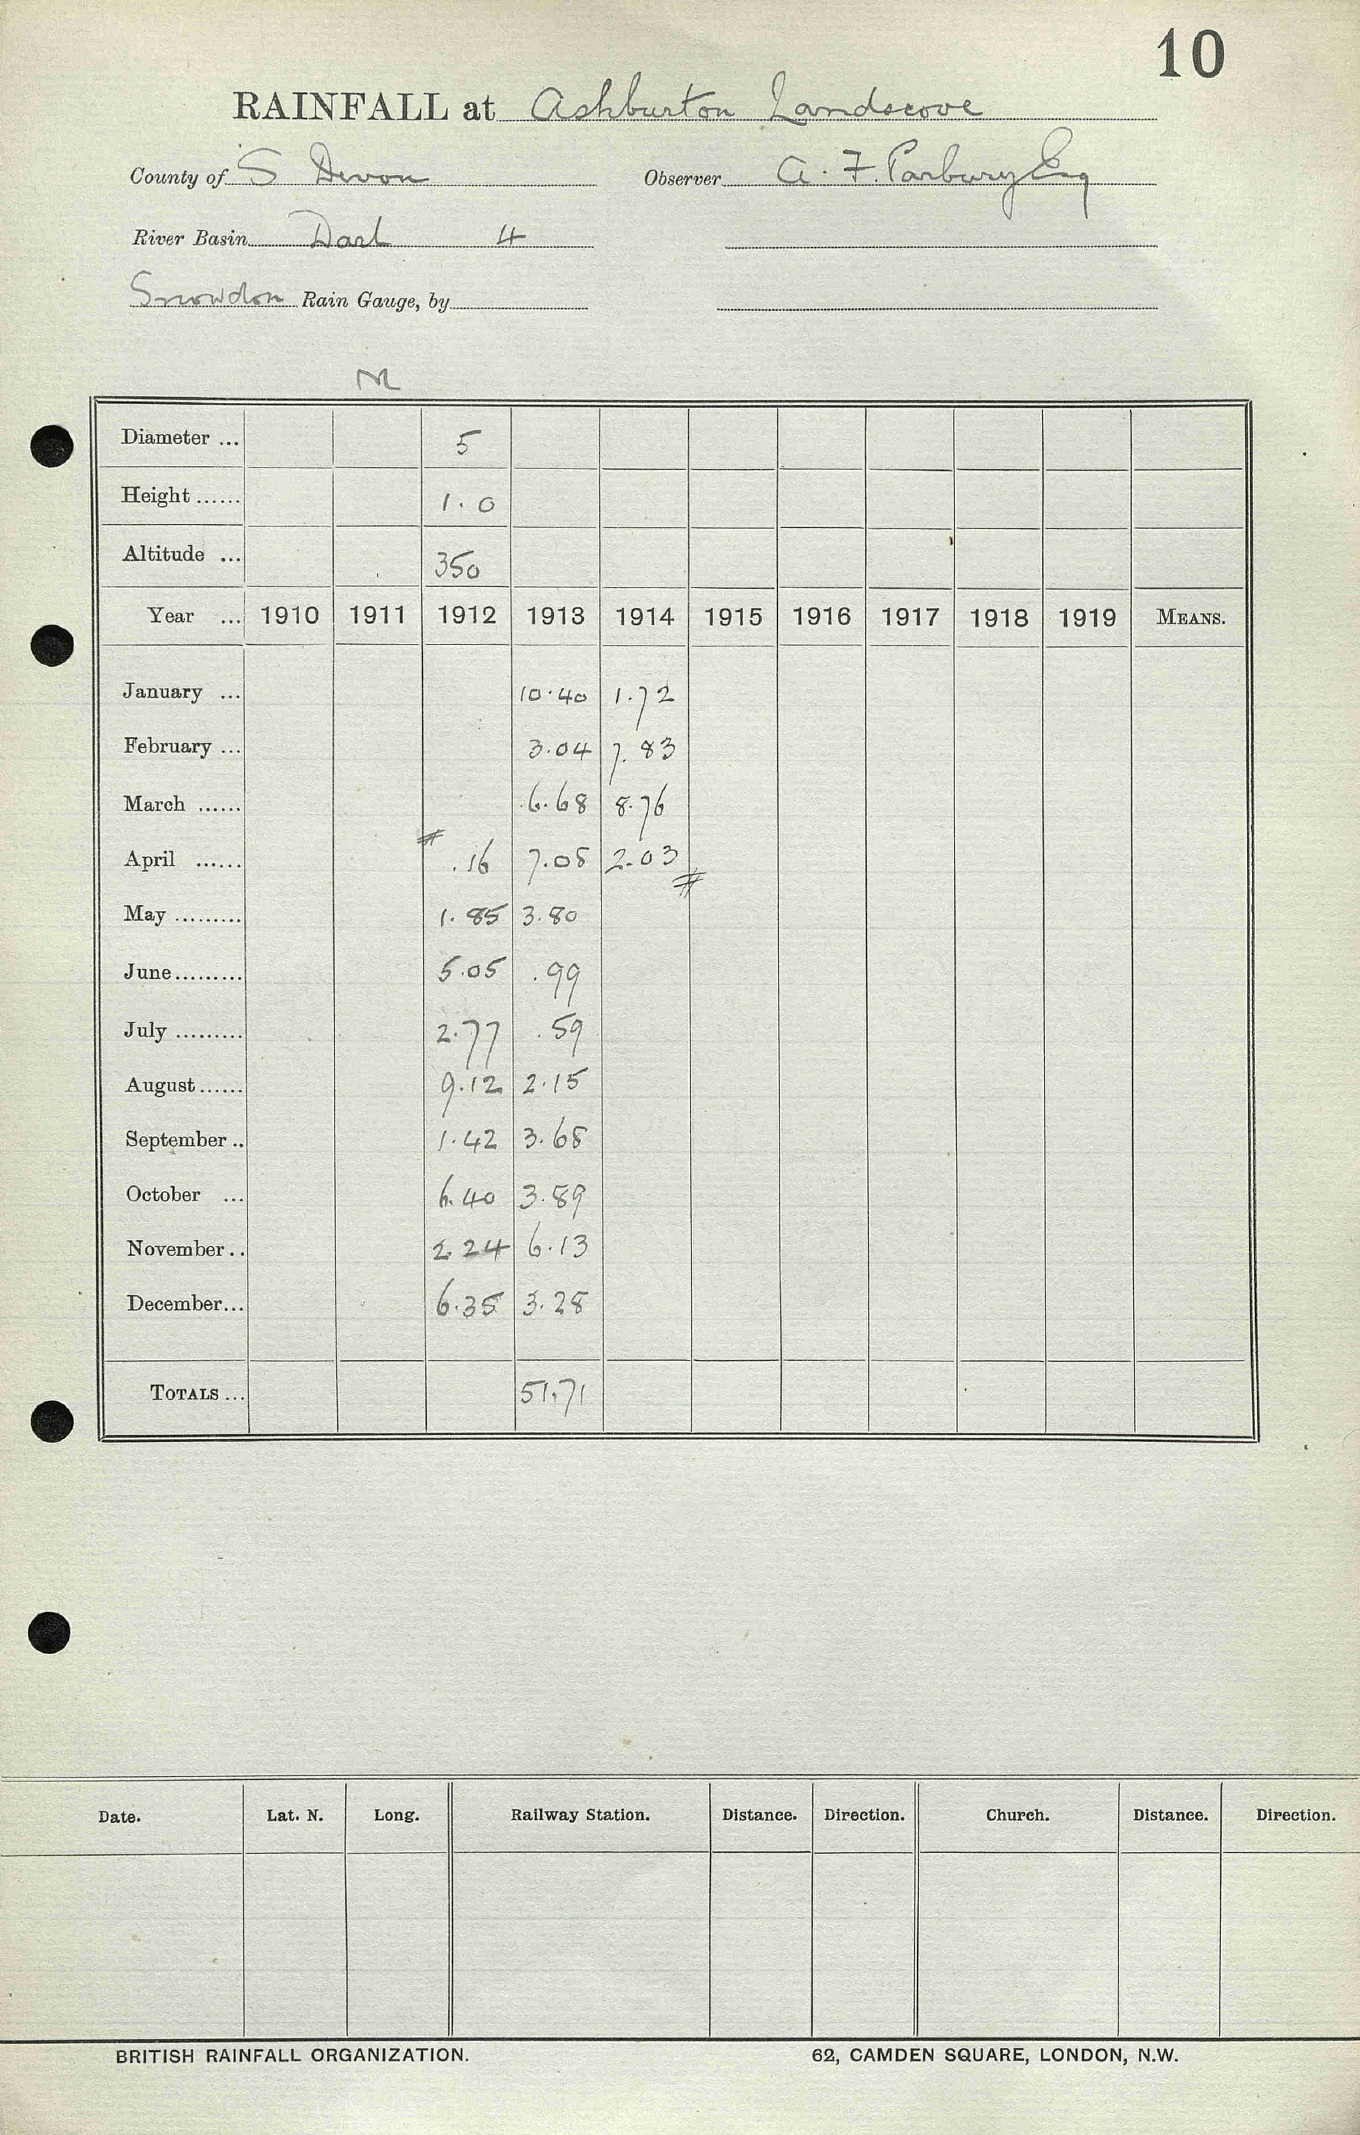 10
RAINFALL at Ashburton Landscove
County of S Devon Observer A. F. Parbury Esq
River Basin Dart 4
Snowdon Rain Gauge, by
M
Diameter ... 5
Height ...... 1.0
Altitude ... 350
Year ... 1910 1911 1912 1913 1914 1915 1916 1917 1918 1919 MEANS.
January ... 10.40 1.72
February ... 3.04 7.83
March ...... 6.68 8.76
April ...... .16 7.08 2.03
May ......... 1.85 3.80
June......... 5.05 .99
July ......... 2.77 .59
August...... 9.12 2.15
September .. 1.42 3.68
October ... 6.40 3.89
November .. 2.24 6.13
December... 6.35 3.28
TOTALS ... 51.71
Date. Lat. N. Long. Railway Station. Distance. Direction. Church. Distance. Direction.
BRITISH RAINFALL ORGANIZATION. 62, CAMDEN SQUARE, LONDON, N.W.